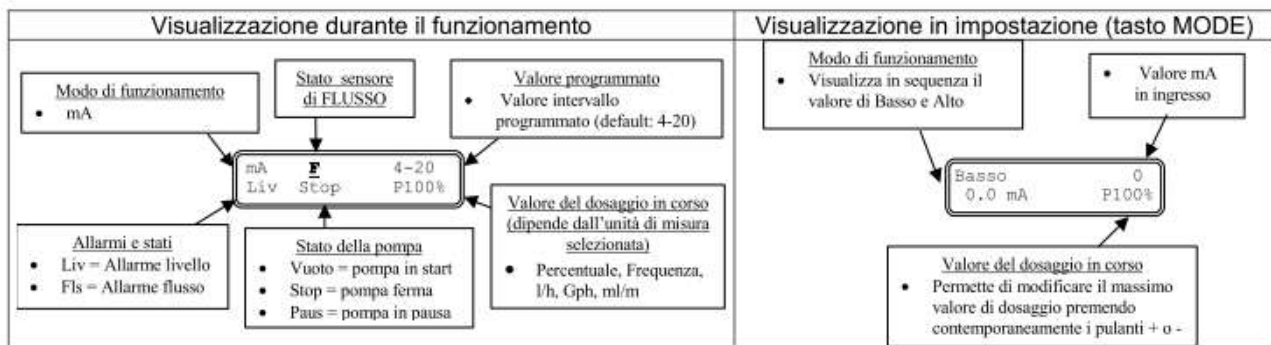 Visualizzazione durante il funzionamento
Modo di funzionamento
• mA
Stato sensore
di FLUSSO
Valore programmato
• Valore intervallo
programmato (default: 4-20)
mA F 4-20
Liv Stop P100%
Allarmi e stati
• Liv = Allarme livello
• Fls = Allarme flusso
Stato della pompa
• Vuoto = pompa in start
• Stop = pompa ferma
• Paus = pompa in pausa
Valore del dosaggio in corso
(dipende dall'unità di misura
selezionata)
• Percentuale, Frequenza,
l/h, Gph, ml/m
Visualizzazione in impostazione (tasto MODE)
Modo di funzionamento
• Visualizza in sequenza il
valore di Basso e Alto
• Valore mA
in ingresso
Basso 0
0.0 mA P100%
Valore del dosaggio in corso
• Permette di modificare il massimo
valore di dosaggio premendo
contemporaneamente i pulanti + o -